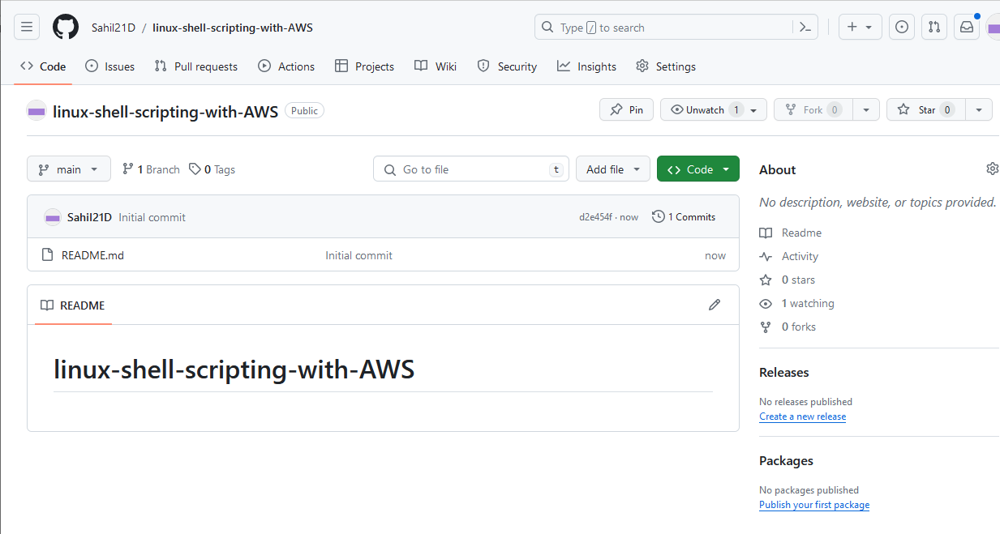 Sahil21D / linux-shell-scripting-with-AWS
Type / to search
Code Issues Pull requests Actions Projects Wiki Security Insights Settings
linux-shell-scripting-with-AWS Public
Pin Unwatch 1 Fork 0 Star 0
main 1 Branch 0 Tags Go to file t Add file Code
Sahil21D Initial commit d2e454f · now 1 Commits
README.md Initial commit now
README
linux-shell-scripting-with-AWS
About
No description, website, or topics provided.
Readme
Activity
0 stars
1 watching
0 forks
Releases
No releases published
Create a new release
Packages
No packages published
Publish your first package